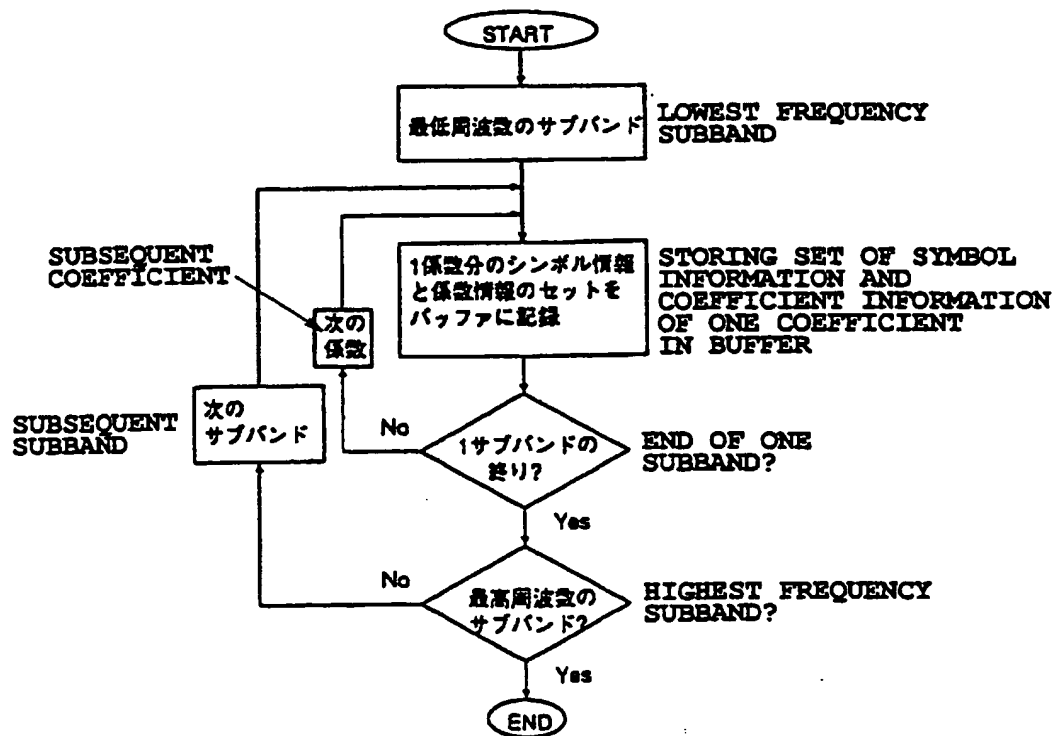 START
最低周波数のサブバンド
LOWEST FREQUENCY
SUBBAND
SUBSEQUENT
COEFFICIENT
1係数分のシンボル情報
と係数情報のセットを
バッファに記録
STORING SET OF SYMBOL
INFORMATION AND
COEFFICIENT INFORMATION
OF ONE COEFFICIENT
IN BUFFER
次の
係数
次の
サブバンド
SUBSEQUENT
SUBBAND
No
1サブバンドの
終り?
END OF ONE
SUBBAND?
Yes
No
最高周波数の
サブバンド?
HIGHEST FREQUENCY
SUBBAND?
Yes
END